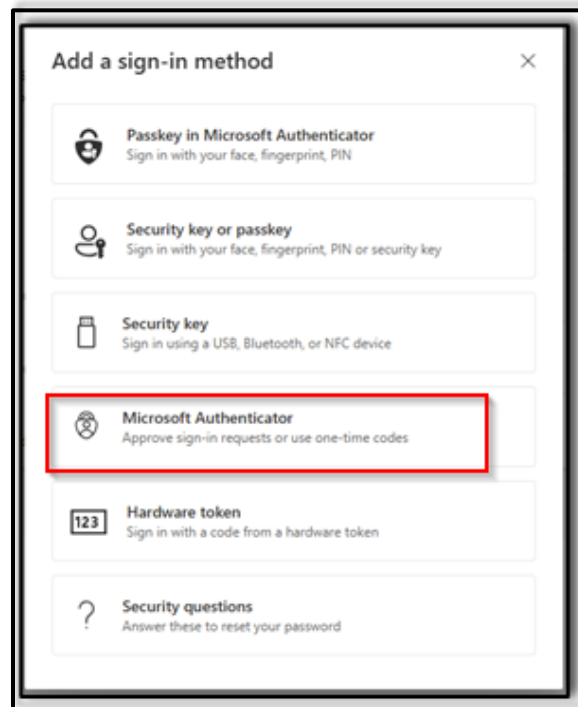 Add a sign-in method
Passkey in Microsoft Authenticator
Sign in with your face, fingerprint, PIN
Security key or passkey
Sign in with your face, fingerprint, PIN or security key
Security key
Sign in using a USB, Bluetooth, or NFC device
Microsoft Authenticator
Approve sign-in requests or use one-time codes
123
Hardware token
Sign in with a code from a hardware token
?
Security questions
Answer these to reset your password